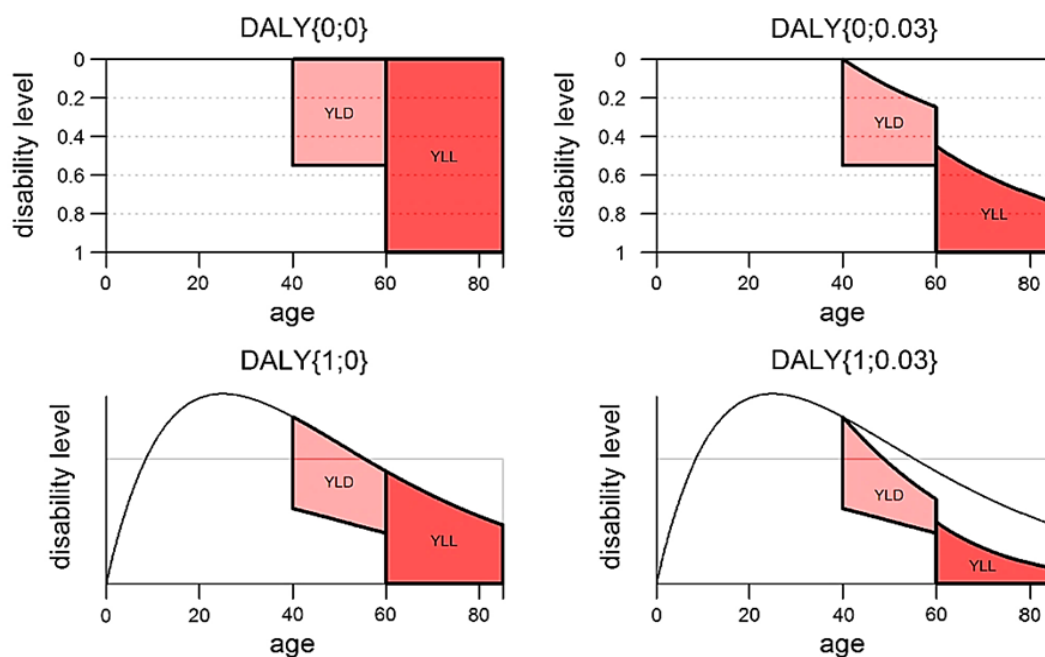 DALY{0;0}
disability level
0
0.2
0.4
0.6
0.8
1
YLD
YLL
0 20 40 60 80
age
DALY{0;0.03}
disability level
0
0.2
0.4
0.6
0.8
1
YLD
YLL
0 20 40 60 80
age
DALY{1;0}
disability level
YLD
YLL
0 20 40 60 80
age
DALY{1;0.03}
disability level
YLD
YLL
0 20 40 60 80
age